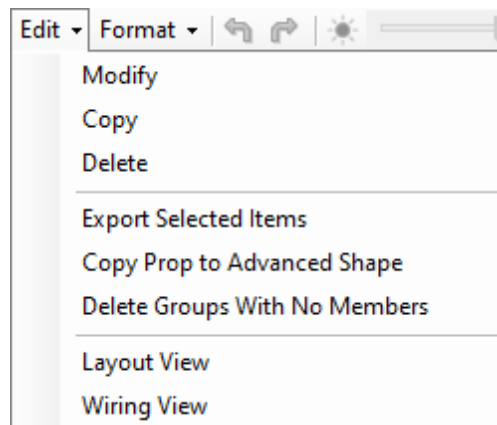 Edit Format
Modify
Copy
Delete
Export Selected Items
Copy Prop to Advanced Shape
Delete Groups With No Members
Layout View
Wiring View